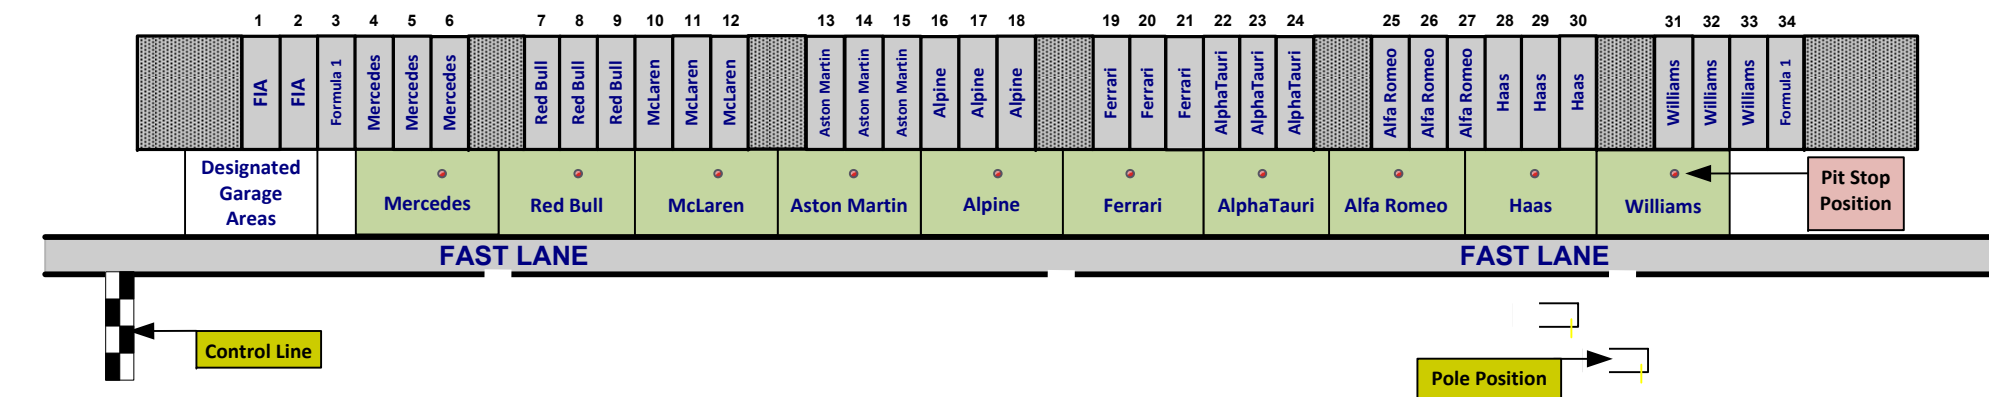 1 2 3 4 5 6 7 8 9 10 11 12 13 14 15 16 17 18 19 20 21 22 23 24 25 26 27 28 29 30 31 32 33 34
FIA
FIA
Formula 1
Mercedes
Mercedes
Mercedes
Red Bull
Red Bull
Red Bull
McLaren
McLaren
McLaren
Aston Martin
Aston Martin
Aston Martin
Alpine
Alpine
Alpine
Ferrari
Ferrari
Ferrari
AlphaTauri
AlphaTauri
AlphaTauri
Alfa Romeo
Alfa Romeo
Alfa Romeo
Haas
Haas
Haas
Williams
Williams
Williams
Formula 1
Designated
Garage
Areas
Mercedes
Red Bull
McLaren
Aston Martin
Alpine
Ferrari
AlphaTauri
Alfa Romeo
Haas
Williams
Pit Stop
Position
FAST LANE
FAST LANE
Control Line
Pole Position